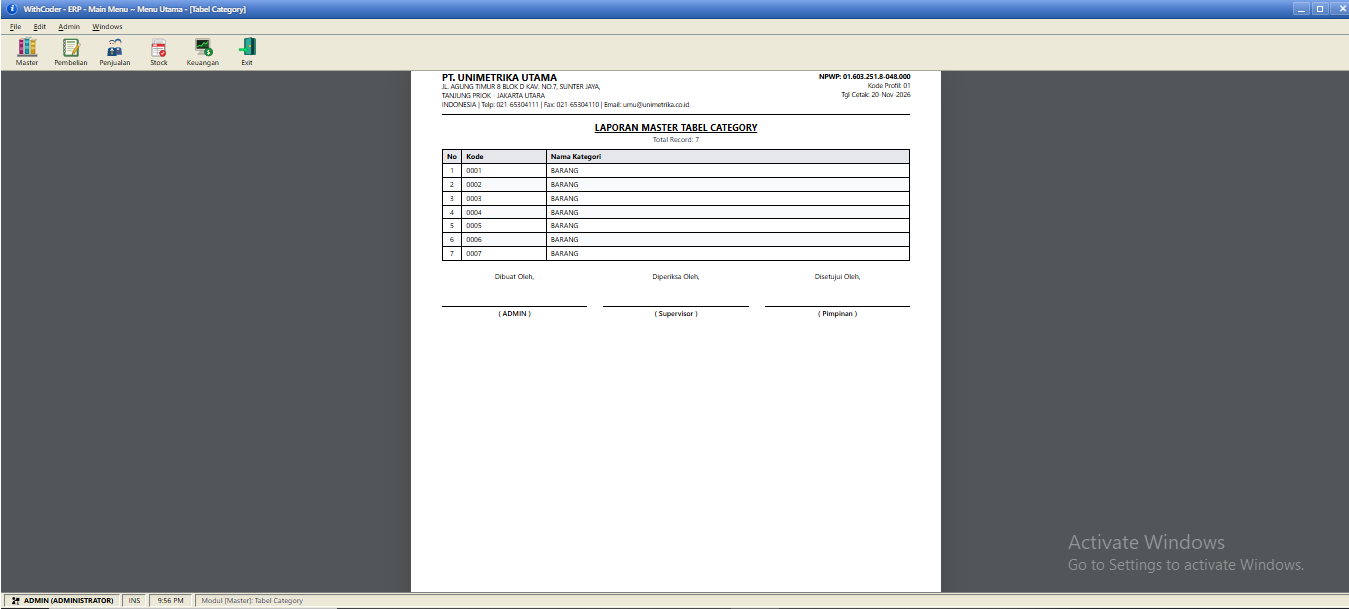 WithCoder - ERP - Main Menu -- Menu Utama - [Tabel Category]
File Edit Admin Windows
Master Pembelian Penjualan Stock Keuangan Exit
PT. UNIMETRIKA UTAMA
NPWP: 01.603.251.8-048.000
JL. AGUNG TIMUR 8 BLOK D KAV. NO.7, SUNTER JAYA,
Kode Profit: 01
TANJUNG PRIOK - JAKARTA UTARA
Tgl Cetak: 20-Nov-2026
INDONESIA | Telp: 021-65304111 | Fax: 021-65304110 | Email: umu@unimetrika.co.id
LAPORAN MASTER TABEL CATEGORY
Total Record: 7
No Kode Nama Kategori
1 0001 BARANG
2 0002 BARANG
3 0003 BARANG
4 0004 BARANG
5 0005 BARANG
6 0006 BARANG
7 0007 BARANG
Dibuat Oleh, Diperiksa Oleh, Disetujui Oleh,
( ADMIN ) ( Supervisor ) ( Pimpinan )
Activate Windows
Go to Settings to activate Windows.
ADMIN (ADMINISTRATOR) INS 9:56 PM Modul [Master]: Tabel Category